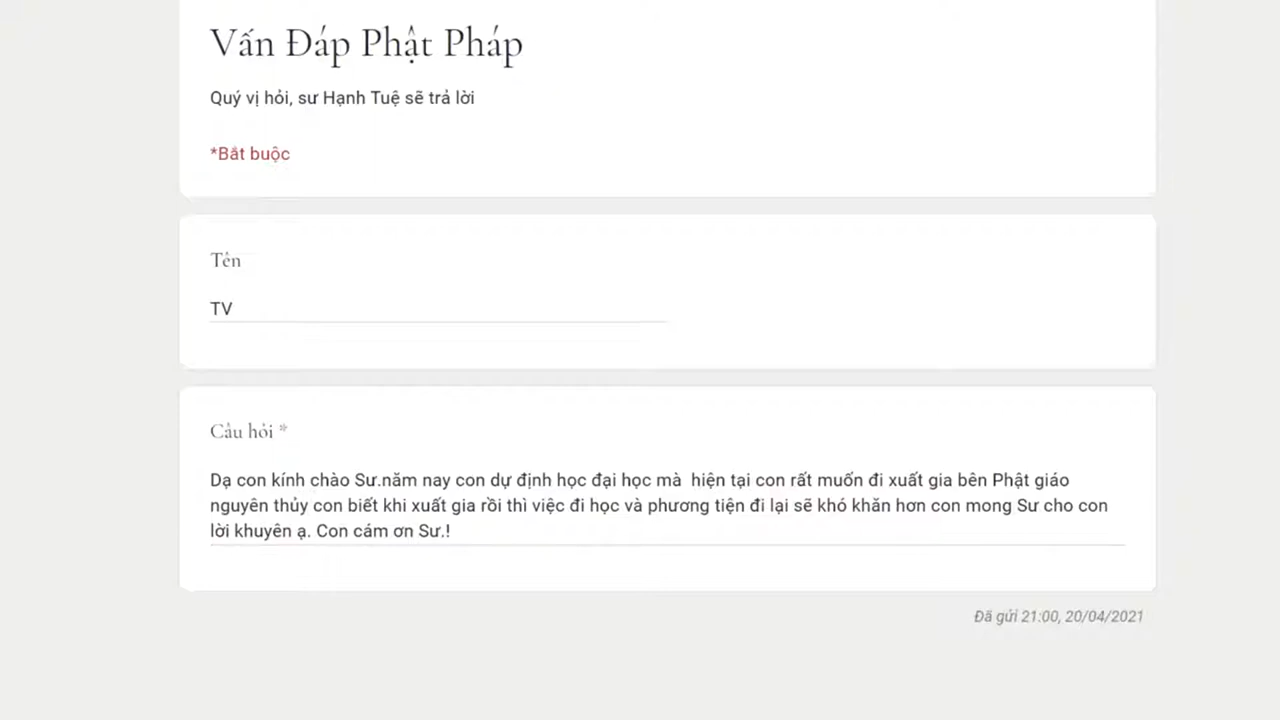 Vấn Đáp Phật Pháp
Quý vị hỏi, sư Hạnh Tuệ sẽ trả lời
*Bắt buộc
Tên
TV
Câu hỏi *
Dạ con kính chào Sư.năm nay con dự định học đại học mà  hiện tại con rất muốn đi xuất gia bên Phật giáo
nguyên thủy con biết khi xuất gia rồi thì việc đi học và phương tiện đi lại sẽ khó khăn hơn con mong Sư cho con
lời khuyên ạ. Con cám ơn Sư.!
Đã gửi 21:00, 20/04/2021